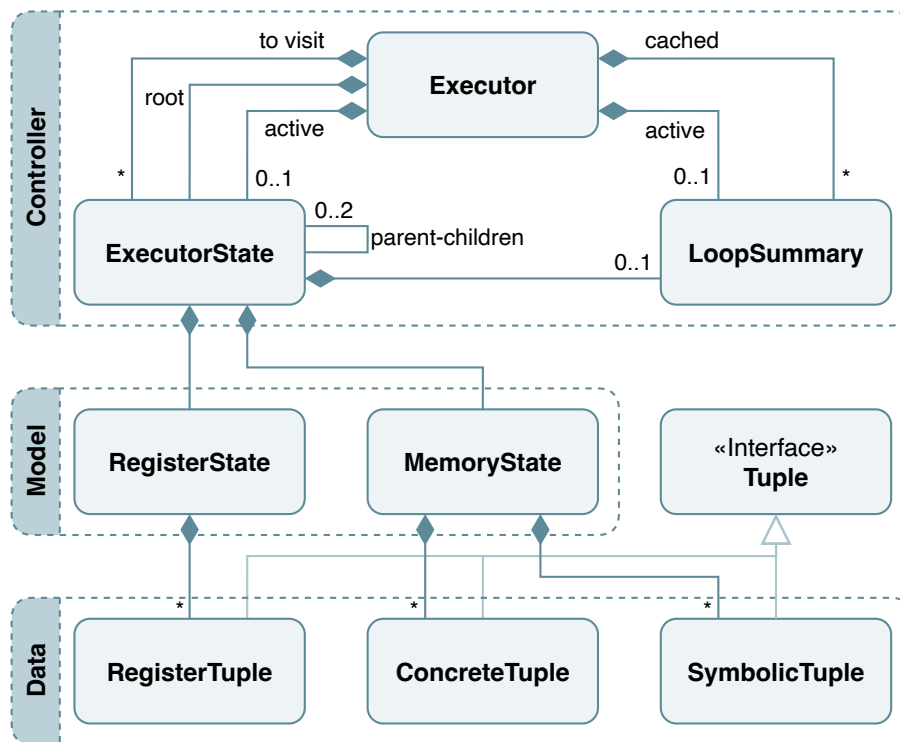 Controller
to visit
cached
Executor
root
active
active
*
0..1
0..1
*
0..2
ExecutorState
parent-children
LoopSummary
0..1
Model
RegisterState
MemoryState
«Interface»
Tuple
Data
*
*
*
RegisterTuple
ConcreteTuple
SymbolicTuple